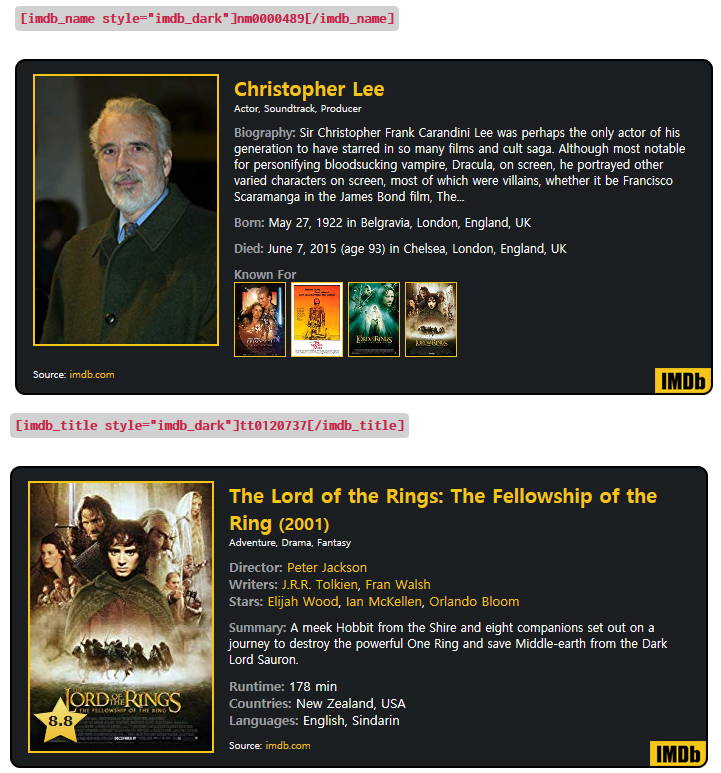 [imdb_name style="imdb_dark"]nm0000489[/imdb_name]
Christopher Lee
Actor, Soundtrack, Producer
Biography: Sir Christopher Frank Carandini Lee was perhaps the only actor of his
generation to have starred in so many films and cult saga. Although most notable
for personifying bloodsucking vampire, Dracula, on screen, he portrayed other
varied characters on screen, most of which were villains, whether it be Francisco
Scaramanga in the James Bond film, The...
Born: May 27, 1922 in Belgravia, London, England, UK
Died: June 7, 2015 (age 93) in Chelsea, London, England, UK
Known For
Source: imdb.com
IMDb
[imdb_title style="imdb_dark"]tt0120737[/imdb_title]
The Lord of the Rings: The Fellowship of the
Ring (2001)
Adventure, Drama, Fantasy
Director: Peter Jackson
Writers: J.R.R. Tolkien, Fran Walsh
Stars: Elijah Wood, Ian McKellen, Orlando Bloom
Summary: A meek Hobbit from the Shire and eight companions set out on a
journey to destroy the powerful One Ring and save Middle-earth from the Dark
Lord Sauron.
Runtime: 178 min
Countries: New Zealand, USA
Languages: English, Sindarin
Source: imdb.com
THE
LORD OF THE RINGS
THE FELLOWSHIP OF THE RING
8.8
IMDb